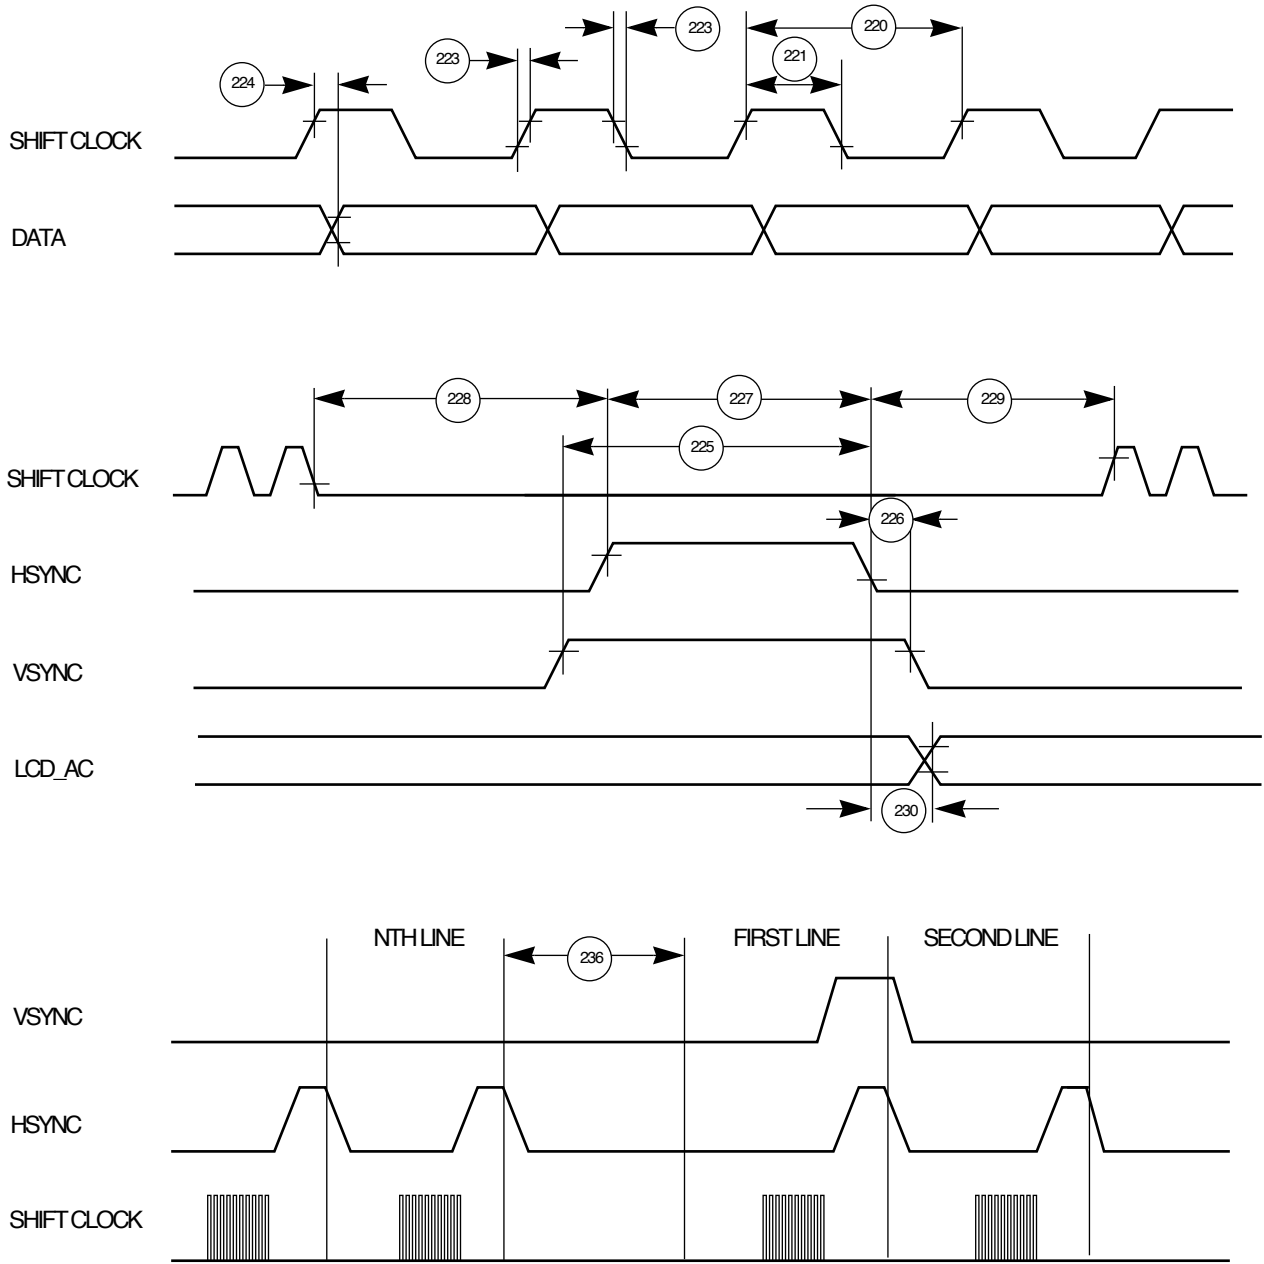 223
220
223
221
224
SHIFT CLOCK
DATA
228
227
229
225
SHIFT CLOCK
226
HSYNC
VSYNC
LCD_AC
230
NTH LINE
FIRST LINE
SECOND LINE
236
VSYNC
HSYNC
SHIFT CLOCK